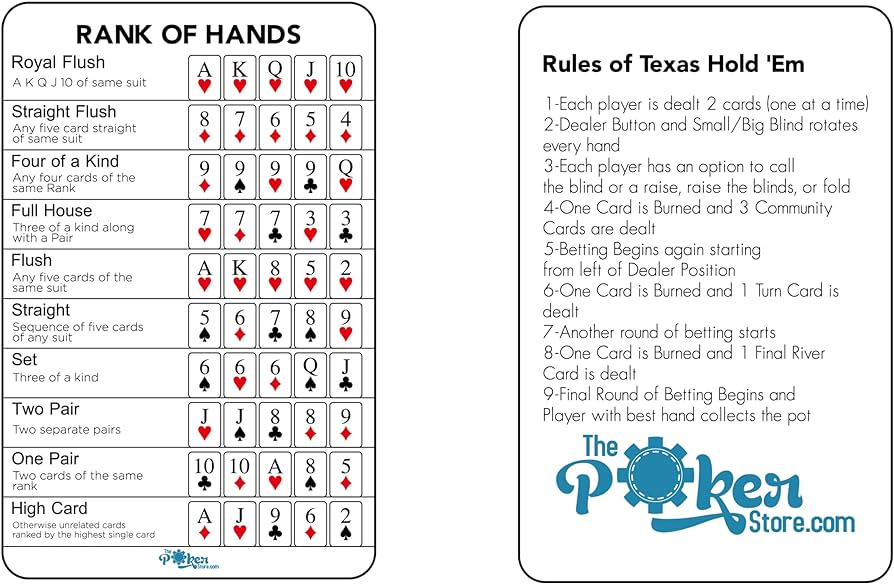 RANK OF HANDS
Royal Flush
A K Q J 10 of same suit
A K Q J 10
Straight Flush
Any five card straight
of same suit
8 7 6 5 4
Four of a Kind
Any four cards of the
same Rank
9 9 9 9 Q
Full House
Three of a kind along
with a Pair
7 7 7 3 3
Flush
Any five cards of the
same suit
A K 8 5 2
Straight
Sequence of five cards
of any suit
5 6 7 8 9
Set
Three of a kind
6 6 6 Q J
Two Pair
Two separate pairs
J J 8 8 9
One Pair
Two cards of the same
rank
10 10 A 8 5
High Card
Otherwise unrelated cards
ranked by the highest single card
A J 9 6 2
The
Poker
Store.com
Rules of Texas Hold 'Em
1-Each player is dealt 2 cards (one at a time)
2-Dealer Button and Small/Big Blind rotates
every hand
3-Each player has an option to call
the blind or a raise, raise the blinds, or fold
4-One Card is Burned and 3 Community
Cards are dealt
5-Betting Begins again starting
from left of Dealer Position
6-One Card is Burned and 1 Turn Card is
dealt
7-Another round of betting starts
8-One Card is Burned and 1 Final River
Card is dealt
9-Final Round of Betting Begins and
Player with best hand collects the pot
The
Poker
Store.com